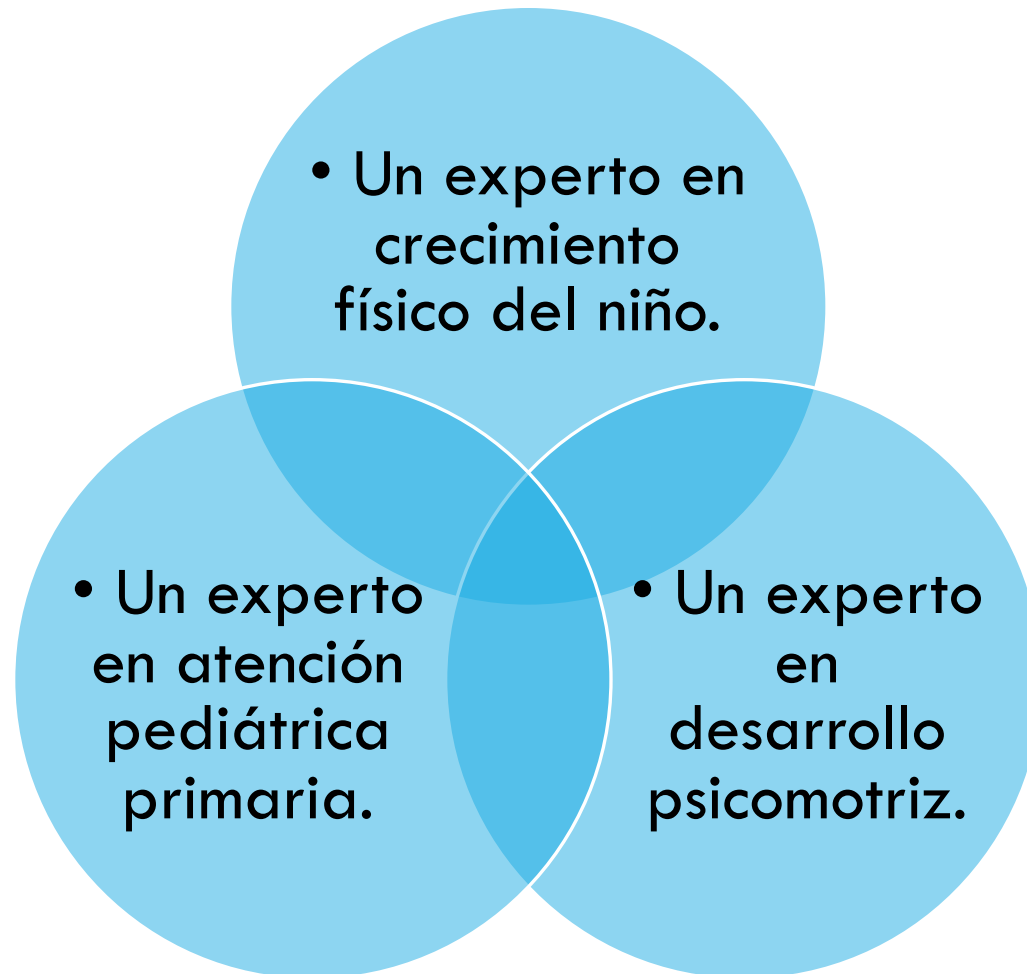 • Un experto en
crecimiento
físico del niño.
• Un experto
en atención
pediátrica
primaria.
• Un experto
en
desarrollo
psicomotriz.